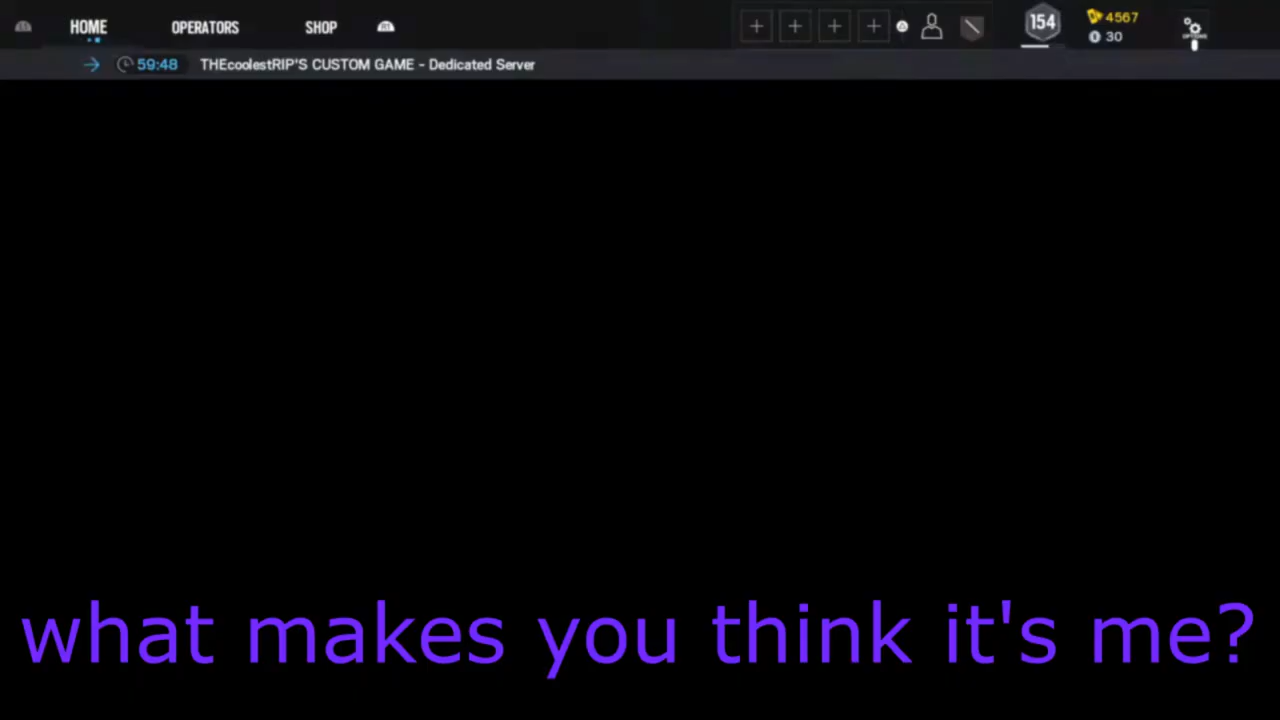 HOME OPERATORS SHOP 154 4567
30
OPTIONS
59:48 THEcoolestRIP'S CUSTOM GAME - Dedicated Server
what makes you think it's me?